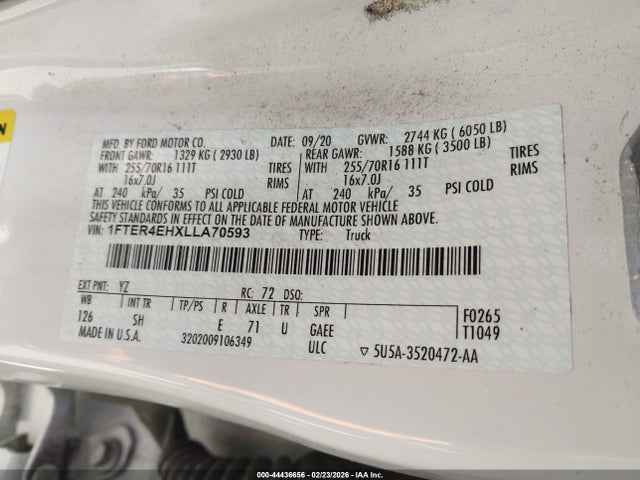 N
MFD. BY FORD MOTOR CO. DATE: 09/20 GVWR: 2744 KG ( 6050 LB)
FRONT GAWR: 1329 KG ( 2930 LB) REAR GAWR: 1588 KG ( 3500 LB)
WITH 255/70R16 111T TIRES WITH 255/70R16 111T TIRES
16x7.0J RIMS 16x7.0J RIMS
AT 240 kPa/ 35 PSI COLD AT 240 kPa/ 35 PSI COLD
THIS VEHICLE CONFORMS TO ALL APPLICABLE FEDERAL MOTOR VEHICLE
SAFETY STANDARDS IN EFFECT ON THE DATE OF MANUFACTURE SHOWN ABOVE.
VIN: 1FTER4EHXLLA70593 TYPE: Truck
EXT PNT: YZ RC: 72 DSO:
WB INT TR TP/PS R AXLE TR SPR F0265
126 SH E 71 U GAEE T1049
MADE IN U.S.A. 3202009106349 ULC ▽ 5U5A-3520472-AA
000-44436656 - 02/23/2026 - IAAI.COM